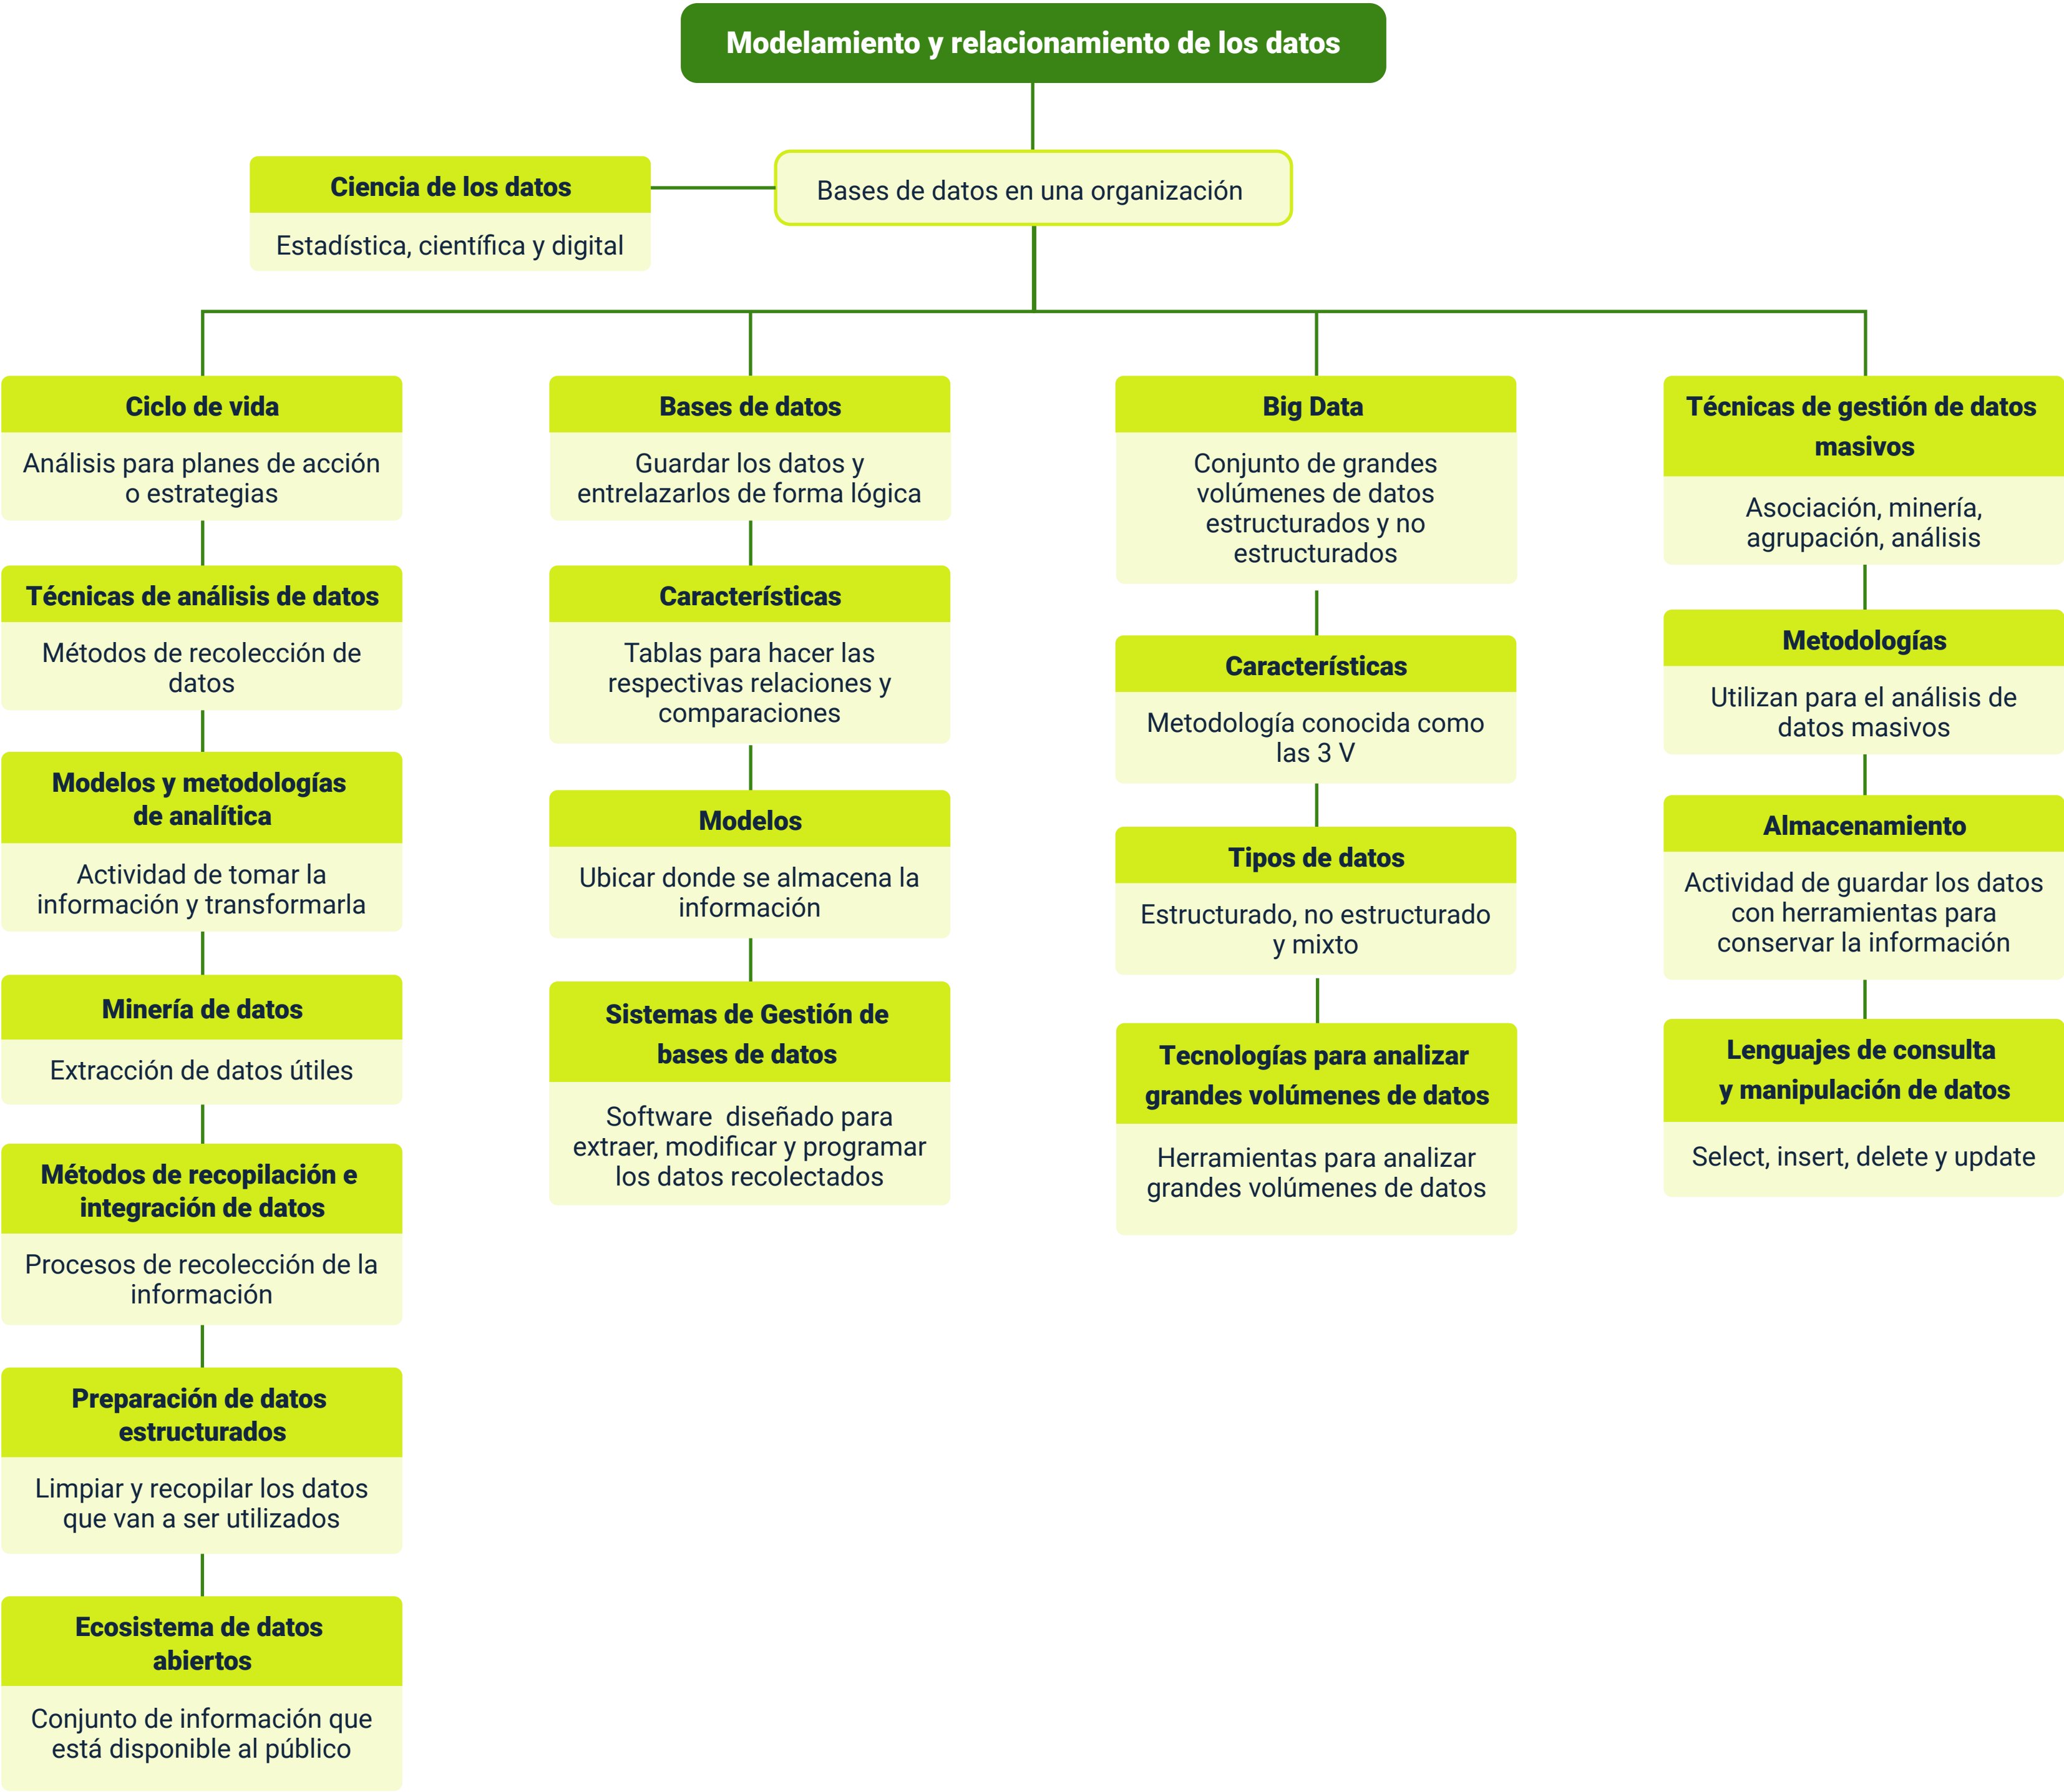 Modelamiento y relacionamiento de los datos
Ciencia de los datos
Estadística, científica y digital
Bases de datos en una organización
Ciclo de vida
Análisis para planes de acción
o estrategias
Técnicas de análisis de datos
Métodos de recolección de
datos
Modelos y metodologías
de analítica
Actividad de tomar la
información y transformarla
Minería de datos
Extracción de datos útiles
Métodos de recopilación e
integración de datos
Procesos de recolección de la
información
Preparación de datos
estructurados
Limpiar y recopilar los datos
que van a ser utilizados
Ecosistema de datos
abiertos
Conjunto de información que
está disponible al público
Bases de datos
Guardar los datos y
entrelazarlos de forma lógica
Características
Tablas para hacer las
respectivas relaciones y
comparaciones
Modelos
Ubicar donde se almacena la
información
Sistemas de Gestión de
bases de datos
Software diseñado para
extraer, modificar y programar
los datos recolectados
Big Data
Conjunto de grandes
volúmenes de datos
estructurados y no
estructurados
Características
Metodología conocida como
las 3 V
Tipos de datos
Estructurado, no estructurado
y mixto
Tecnologías para analizar
grandes volúmenes de datos
Herramientas para analizar
grandes volúmenes de datos
Técnicas de gestión de datos
masivos
Asociación, minería,
agrupación, análisis
Metodologías
Utilizan para el análisis de
datos masivos
Almacenamiento
Actividad de guardar los datos
con herramientas para
conservar la información
Lenguajes de consulta
y manipulación de datos
Select, insert, delete y update